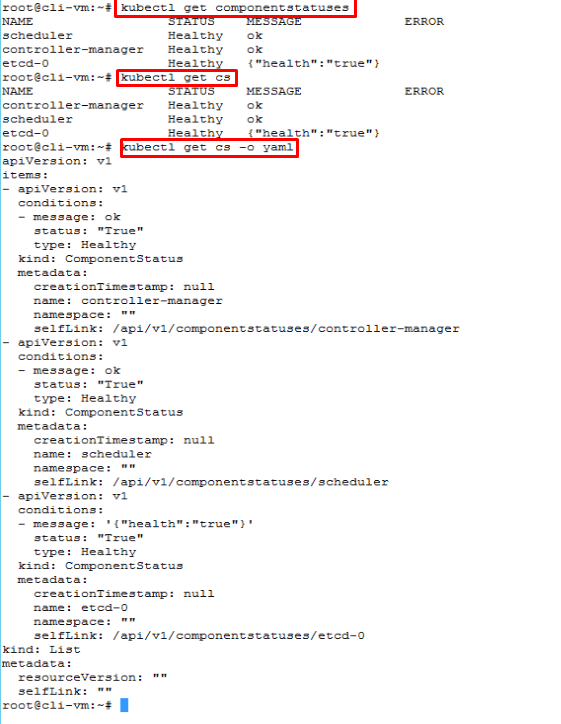 root@cli-vm:~# kubectl get componentstatuses
NAME                 STATUS    MESSAGE              ERROR
scheduler            Healthy   ok
controller-manager   Healthy   ok
etcd-0               Healthy   {"health":"true"}
root@cli-vm:~# kubectl get cs
NAME                 STATUS    MESSAGE              ERROR
controller-manager   Healthy   ok
scheduler            Healthy   ok
etcd-0               Healthy   {"health":"true"}
root@cli-vm:~# kubectl get cs -o yaml
apiVersion: v1
items:
- apiVersion: v1
  conditions:
  - message: ok
    status: "True"
    type: Healthy
  kind: ComponentStatus
  metadata:
    creationTimestamp: null
    name: controller-manager
    namespace: ""
    selfLink: /api/v1/componentstatuses/controller-manager
- apiVersion: v1
  conditions:
  - message: ok
    status: "True"
    type: Healthy
  kind: ComponentStatus
  metadata:
    creationTimestamp: null
    name: scheduler
    namespace: ""
    selfLink: /api/v1/componentstatuses/scheduler
- apiVersion: v1
  conditions:
  - message: '{"health":"true"}'
    status: "True"
    type: Healthy
  kind: ComponentStatus
  metadata:
    creationTimestamp: null
    name: etcd-0
    namespace: ""
    selfLink: /api/v1/componentstatuses/etcd-0
kind: List
metadata:
  resourceVersion: ""
  selfLink: ""
root@cli-vm:~#